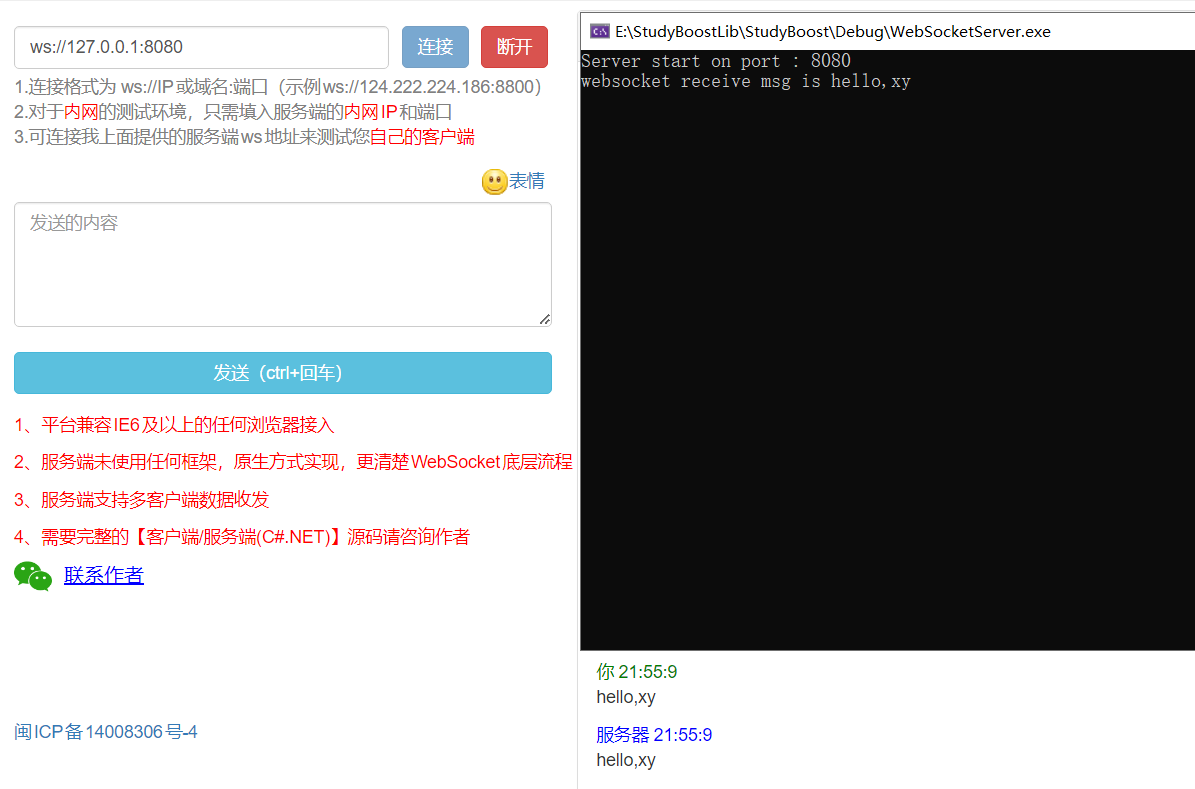 ws://127.0.0.1:8080
连接
断开
1.连接格式为 ws://IP或域名:端口（示例ws://124.222.224.186:8800）
2.对于内网的测试环境，只需填入服务端的内网IP和端口
3.可连接我上面提供的服务端ws地址来测试您自己的客户端
表情
发送的内容
发送（ctrl+回车）
1、平台兼容IE6及以上的任何浏览器接入
2、服务端未使用任何框架，原生方式实现，更清楚WebSocket底层流程
3、服务端支持多客户端数据收发
4、需要完整的【客户端/服务端(C#.NET)】源码请咨询作者
联系作者
闽ICP备14008306号-4
E:\StudyBoostLib\StudyBoost\Debug\WebSocketServer.exe
Server start on port : 8080
websocket receive msg is hello,xy
你 21:55:9
hello,xy
服务器 21:55:9
hello,xy